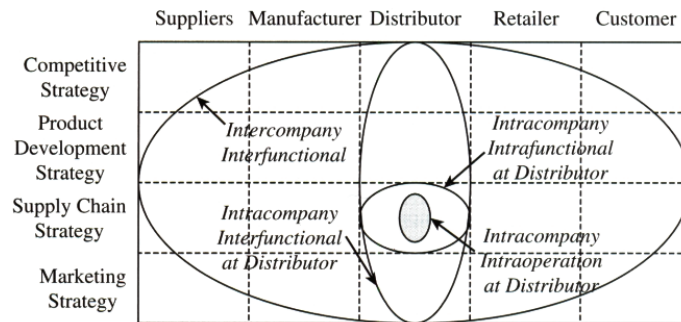 Suppliers Manufacturer Distributor Retailer Customer
Competitive
Strategy
Product
Development
Strategy
Supply Chain
Strategy
Marketing
Strategy
Intercompany
Interfunctional
Intracompany
Intrafunctional
at Distributor
Intracompany
Interfunctional
at Distributor
Intracompany
Intraoperation
at Distributor